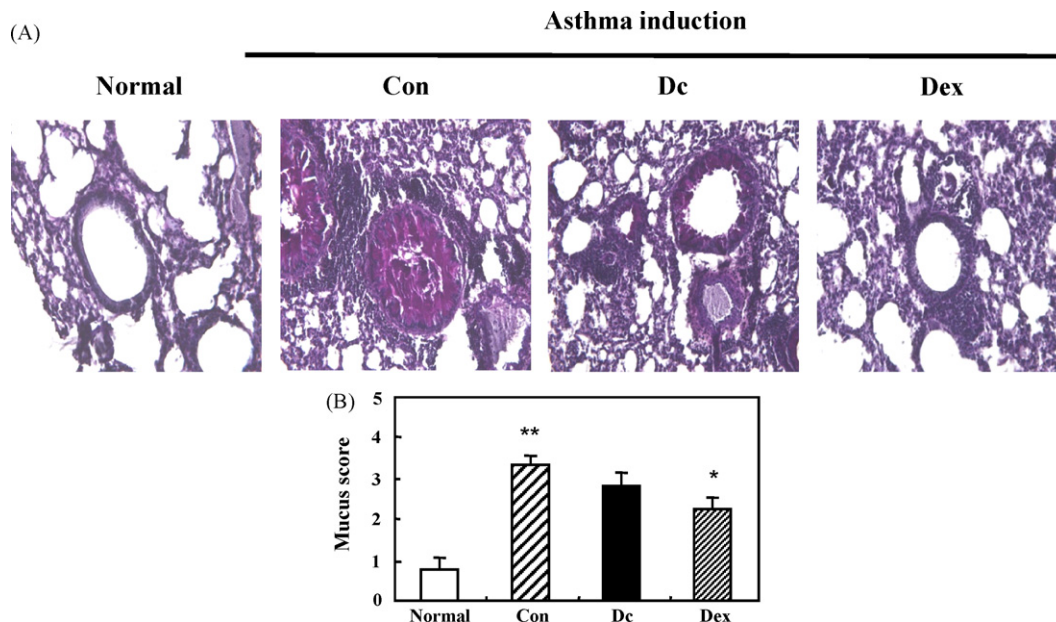 (A)
Asthma induction
Normal Con Dc Dex
(B)
Mucus score
5
4
3
2
1
0
**
*
Normal Con Dc Dex